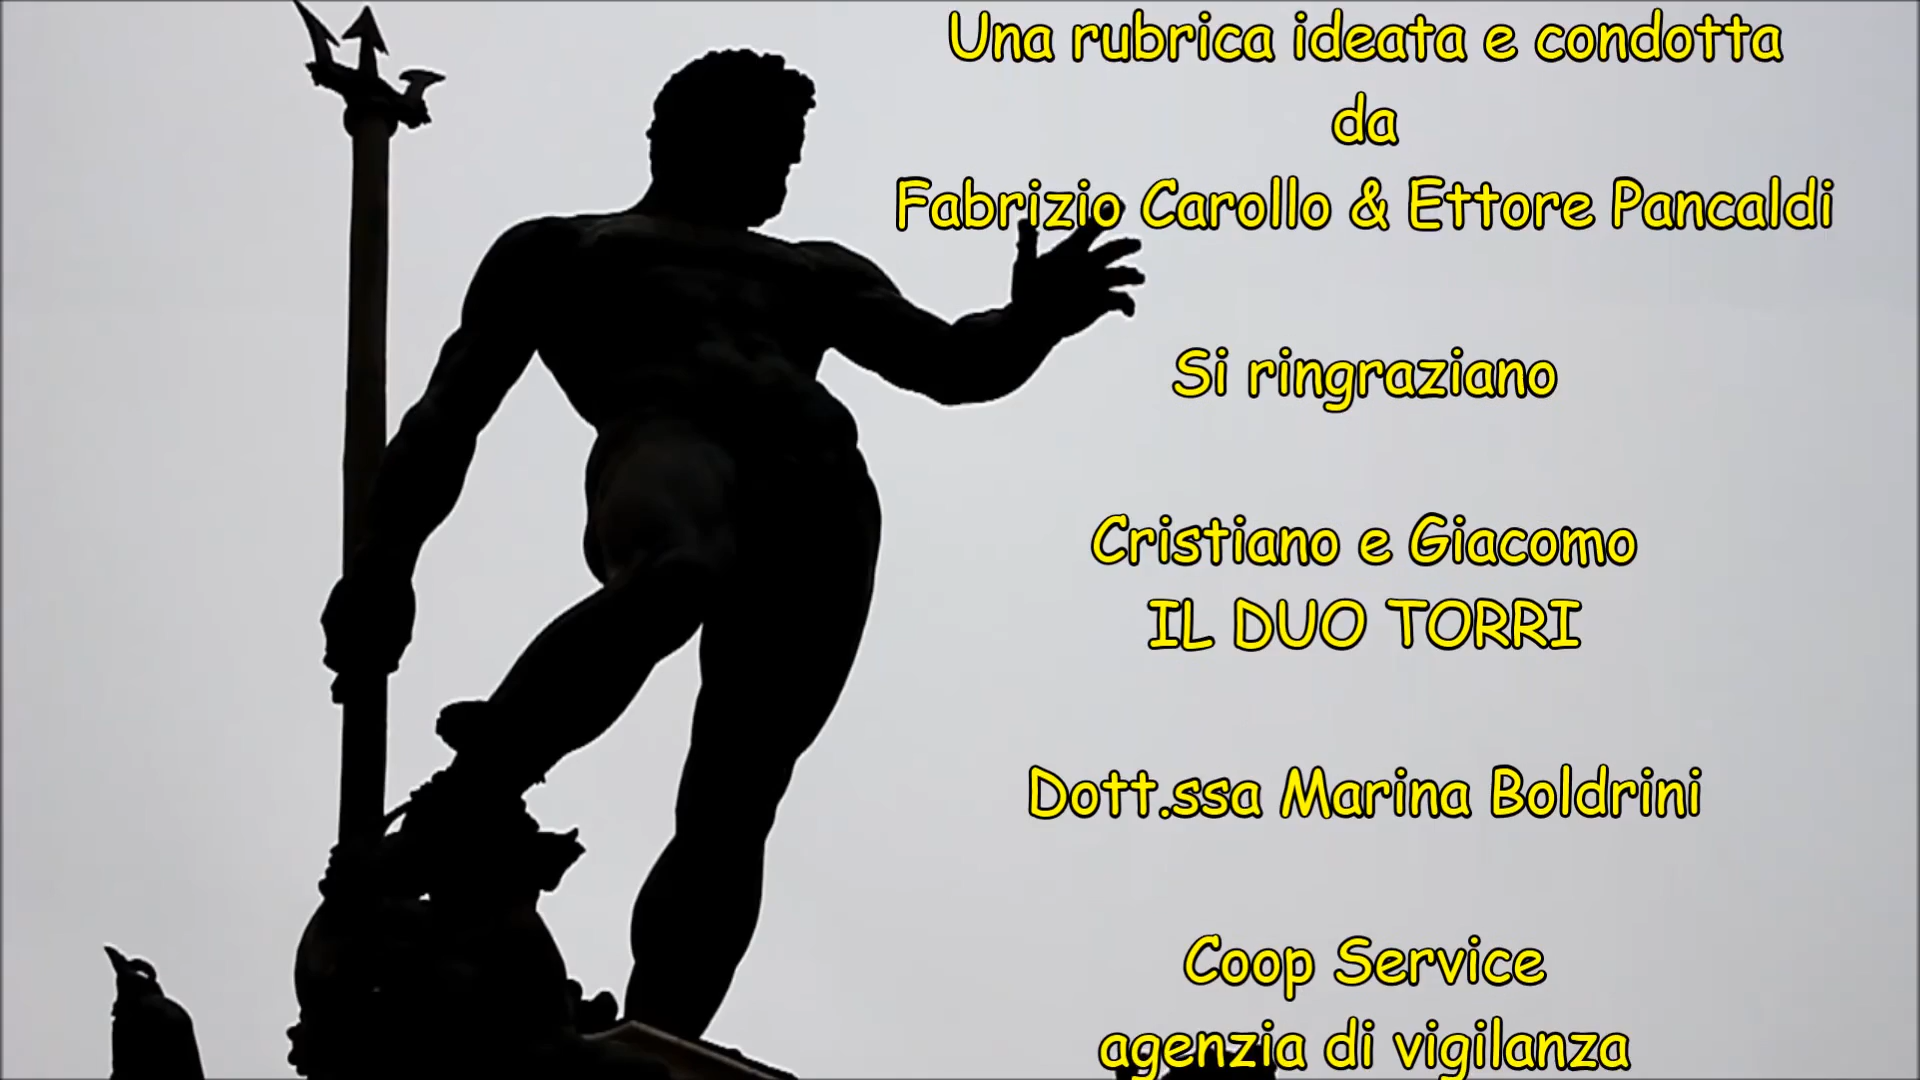 Una rubrica ideata e condotta
da
Fabrizio Carollo & Ettore Pancaldi
Si ringraziano
Cristiano e Giacomo
IL DUO TORRI
Dott.ssa Marina Boldrini
Coop Service
agenzia di vigilanza